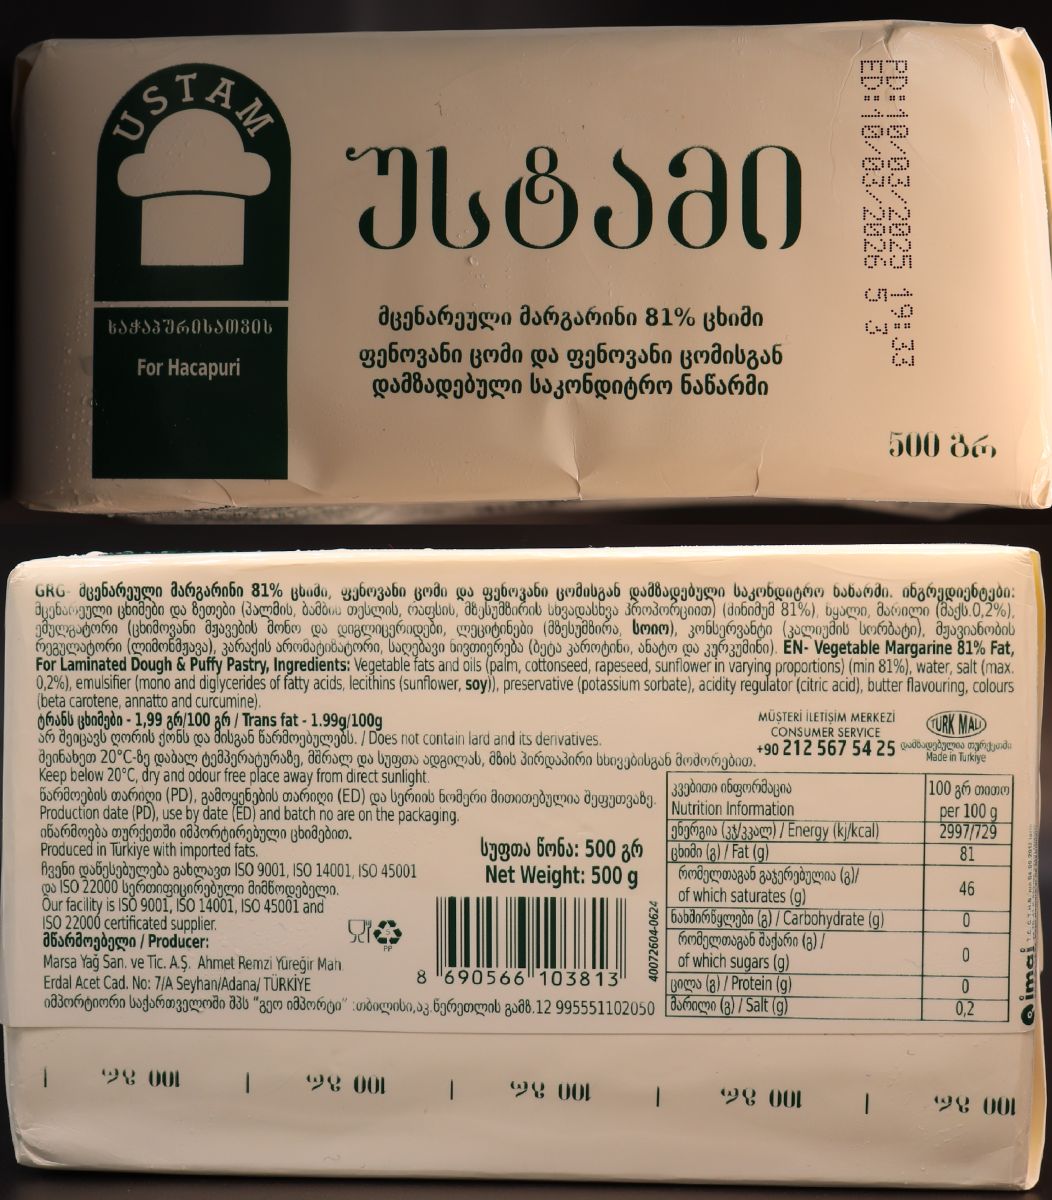 USTAM
საჭაპურისათვის
For Hacapuri
უსტამი
მცენარეული მარგარინი 81% ცხიმი
ფენოვანი ცომი და ფენოვანი ცომისგან
დამზადებული საკონდიტრო ნაწარმი
PD:10/03/2025 19:33
ED:10/03/2026 5 3
500 გრ
GRG- მცენარეული მარგარინი 81% ცხიმი, ფენოვანი ცომი და ფენოვანი ცომისგან დამზადებული საკონდიტრო ნაწარმი. ინგრედიენტები:
მცენარეული ცხიმები და ზეთები (პალმის, ბამბის თესლის, რაფსის, მზესუმზირის სხვადასხვა პროპორციით) (მინიმუმ 81%), წყალი, მარილი (მაქს.0,2%),
ემულგატორი (ცხიმოვანი მჟავების მონო და დიგლიცერიდები, ლეციტინები (მზესუმზირა, სოიო), კონსერვანტი (კალიუმის სორბატი), მჟავიანობის
რეგულატორი (ლიმონმჟავა), კარაქის არომატიზატორი, საღებავი ნივთიერება (ბეტა კაროტინი, ანატო და კურკუმინი). EN- Vegetable Margarine 81% Fat,
For Laminated Dough & Puffy Pastry, Ingredients: Vegetable fats and oils (palm, cottonseed, rapeseed, sunflower in varying proportions) (min 81%), water, salt (max.
0,2%), emulsifier (mono and diglycerides of fatty acids, lecithins (sunflower, soy)), preservative (potassium sorbate), acidity regulator (citric acid), butter flavouring, colours
(beta carotene, annatto and curcumine).
ტრანს ცხიმები - 1,99 გრ/100 გრ / Trans fat - 1.99g/100g
არ შეიცავს ღორის ქონს და მისგან წარმოებულებს. / Does not contain lard and its derivatives.
შეინახეთ 20°C-ზე დაბალ ტემპერატურაზე, მშრალ და სუფთა ადგილას, მზის პირდაპირი სხივებისგან მოშორებით.
Keep below 20°C, dry and odour free place away from direct sunlight.
წარმოების თარიღი (PD), გამოყენების თარიღი (ED) და სერიის ნომერი მითითებულია შეფუთვაზე.
Production date (PD), use by date (ED) and batch no are on the packaging.
იწარმოება თურქეთში იმპორტირებული ცხიმებით.
Produced in Türkiye with imported fats.
ჩვენი დაწესებულება გახლავთ ISO 9001, ISO 14001, ISO 45001
და ISO 22000 სერთიფიცირებული მიმწოდებელი.
Our facility is ISO 9001, ISO 14001, ISO 45001 and
ISO 22000 certificated supplier.
მწარმოებელი / Producer:
Marsa Yağ San. ve Tic. A.Ş. Ahmet Remzi Yüreğir Mah.
Erdal Acet Cad. No: 7/A Seyhan/Adana/ TÜRKİYE
იმპორტიორი საქართველოში შპს "გეო იმპორტი" :თბილისი,აკ.წერეთლის გამზ.12 995551102050
MÜŞTERİ İLETİŞİM MERKEZİ
CONSUMER SERVICE
+90 212 567 54 25
TÜRK MALI
დამზადებულია თურქეთში
Made in Türkiye
სუფთა წონა: 500 გრ
Net Weight: 500 g
5
PP
8 690566 103813
40072604-0624
კვებითი ინფორმაცია 100 გრ თითო
Nutrition Information per 100 g
ენერგია (კჯ/კკალ) / Energy (kj/kcal) 2997/729
ცხიმი (გ) / Fat (g) 81
რომელთაგან გაჯერებულია (გ)/
of which saturates (g) 46
ნახშირწყლები (გ) / Carbohydrate (g) 0
რომელთაგან შაქარი (გ) /
of which sugars (g) 0
ცილა (გ) / Protein (g) 0
მარილი (გ) / Salt (g) 0,2
imaj
100 გრ 100 გრ 100 გრ 100 გრ 100 გრ